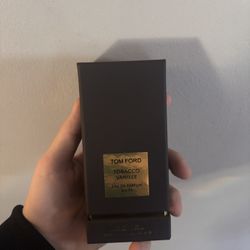 TOM FORD
TOBACCO
VANILLE
EAU DE PARFUM